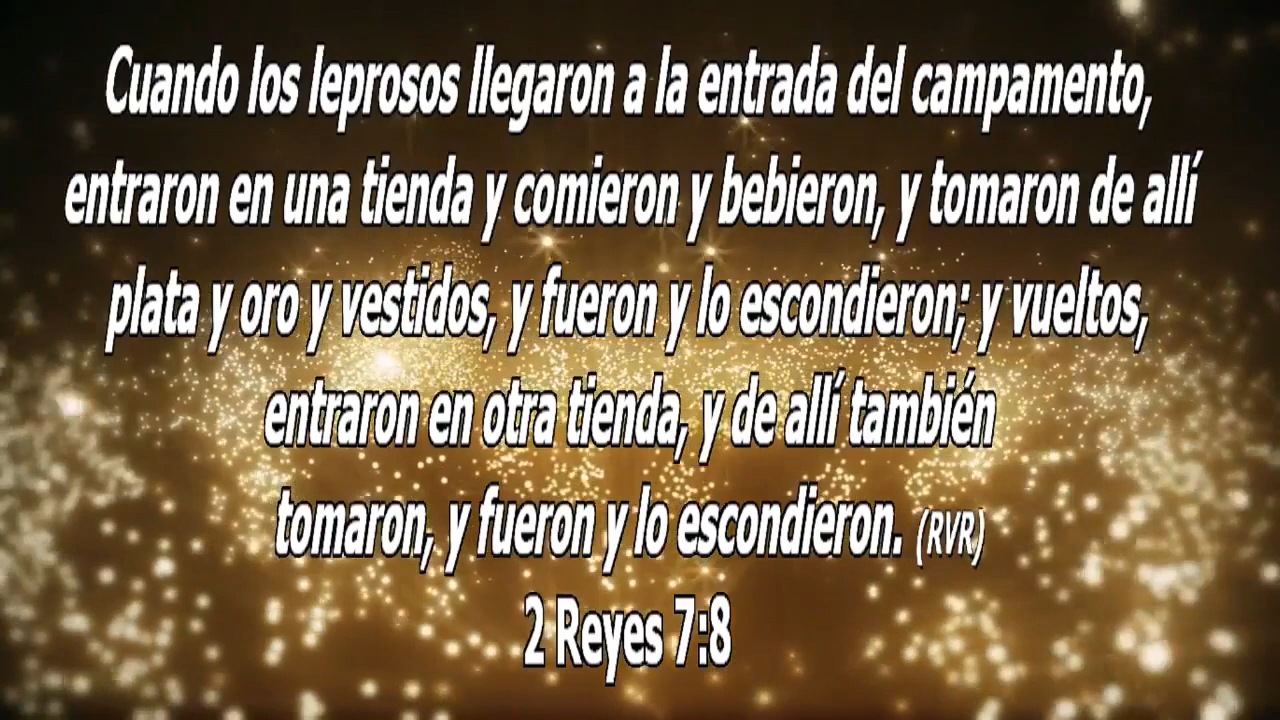 Cuando los leprosos llegaron a la entrada del campamento,
entraron en una tienda y comieron y bebieron, y tomaron de allí
plata y oro y vestidos, y fueron y lo escondieron; y vueltos,
entraron en otra tienda, y de allí también
tomaron, y fueron y lo escondieron. (RVR)
2 Reyes 7:8